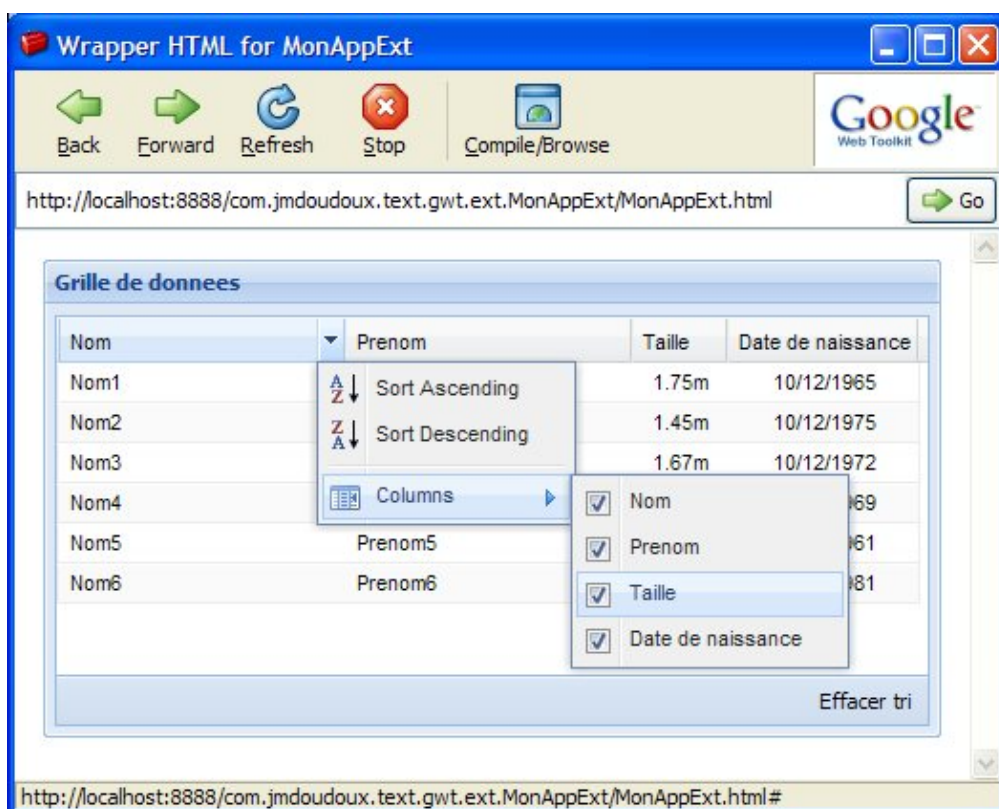 Wrapper HTML for MonAppExt
Back Forward Refresh Stop Compile/Browse
Google
Web Toolkit
http://localhost:8888/com.jmdoudoux.text.gwt.ext.MonAppExt/MonAppExt.html Go
Grille de donnees
Nom Prenom Taille Date de naissance
Nom1 1.75m 10/12/1965
Nom2 1.45m 10/12/1975
Nom3 1.67m 10/12/1972
Nom4 969
Nom5 Prenom5 961
Nom6 Prenom6 981
A Z Sort Ascending
Z A Sort Descending
Columns
Nom
Prenom
Taille
Date de naissance
Effacer tri
http://localhost:8888/com.jmdoudoux.text.gwt.ext.MonAppExt/MonAppExt.html#